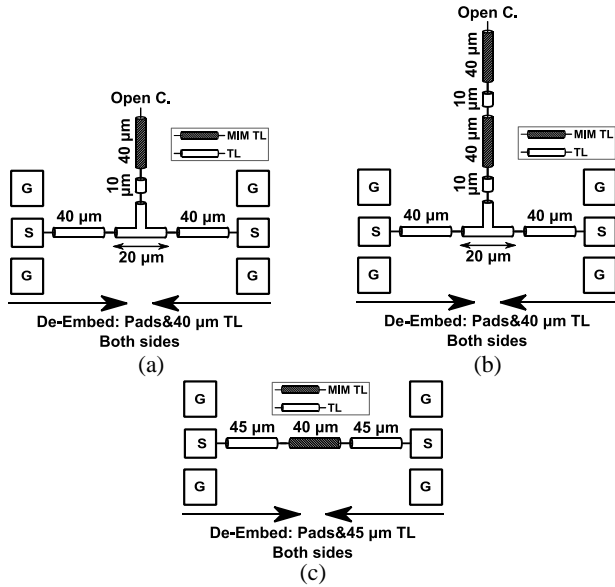 Open C.
40 μm
10 μm
MIM TL
TL
G
G
40 μm
40 μm
S
S
20 μm
G
G
De-Embed: Pads&40 μm TL
Both sides
(a)
40 μm
10 μm
Open C.
40 μm
10 μm
MIM TL
TL
G
G
40 μm
40 μm
S
S
20 μm
G
G
De-Embed: Pads&40 μm TL
Both sides
(b)
MIM TL
TL
G
G
45 μm
40 μm
45 μm
S
S
G
G
De-Embed: Pads&45 μm TL
Both sides
(c)